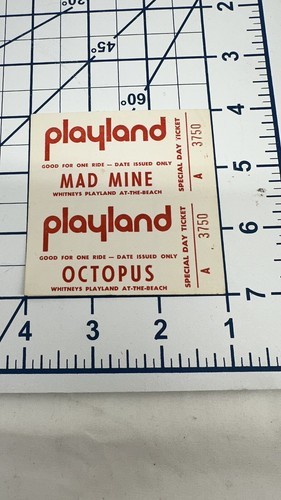 30°
45°
60°
2
3
4
5
6
7
playland
GOOD FOR ONE RIDE — DATE ISSUED ONLY
MAD MINE
WHITNEYS PLAYLAND AT-THE-BEACH
SPECIAL DAY TICKET
A 3750
playland
GOOD FOR ONE RIDE — DATE ISSUED ONLY
OCTOPUS
WHITNEYS PLAYLAND AT-THE-BEACH
SPECIAL DAY TICKET
A 3750
4 3 2 1